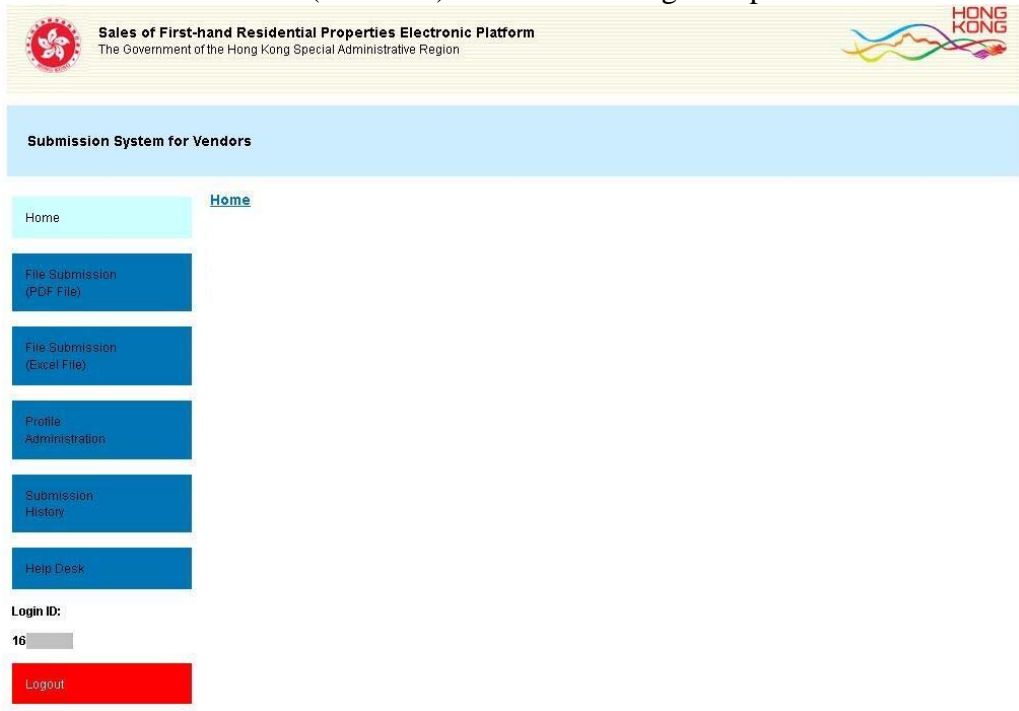 Sales of First-hand Residential Properties Electronic Platform
The Government of the Hong Kong Special Administrative Region
HONG
KONG
Submission System for Vendors
Home
Home
File Submission
(PDF File)
File Submission
(Excel File)
Profile
Administration
Submission
History
Help Desk
Login ID:
16
Logout